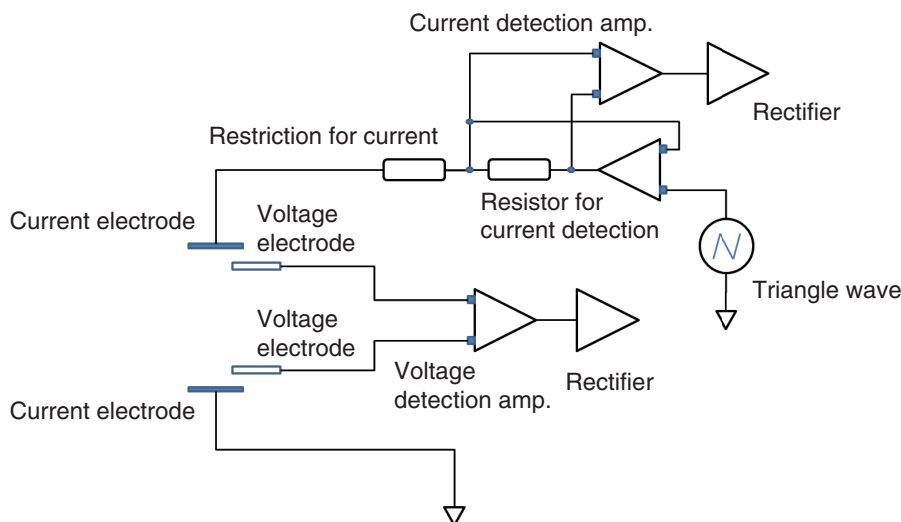 Current detection amp.
Rectifier
Restriction for current
Resistor for
current detection
Current electrode
Voltage
electrode
Triangle wave
Voltage
electrode
Voltage
detection amp.
Rectifier
Current electrode